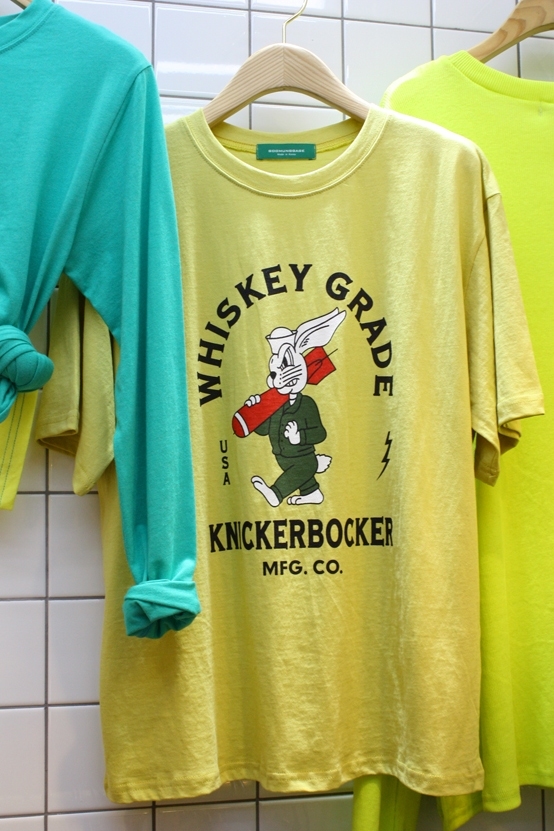 WHISKEY GRADE
USA
KNICKERBOCKER
MFG. CO.